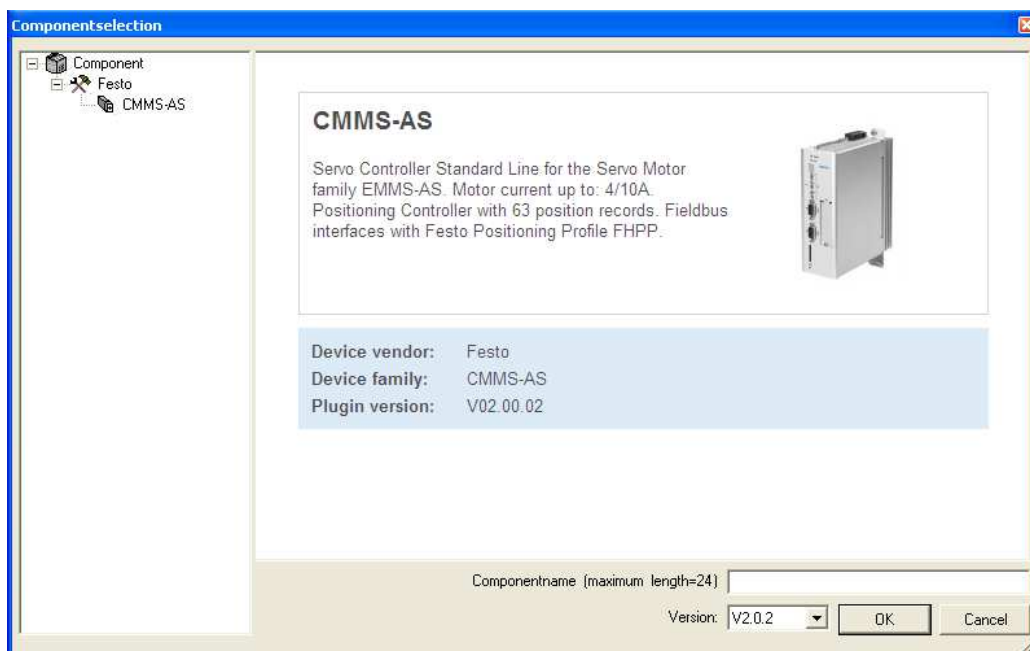 Componentselection
Component
Festo
CMMS-AS
CMMS-AS
Servo Controller Standard Line for the Servo Motor
family EMMS-AS. Motor current up to: 4/10A.
Positioning Controller with 63 position records. Fieldbus
interfaces with Festo Positioning Profile FHPP.
Device vendor: Festo
Device family: CMMS-AS
Plugin version: V02.00.02
Componentname (maximum length=24)
Version: V2.0.2 OK Cancel